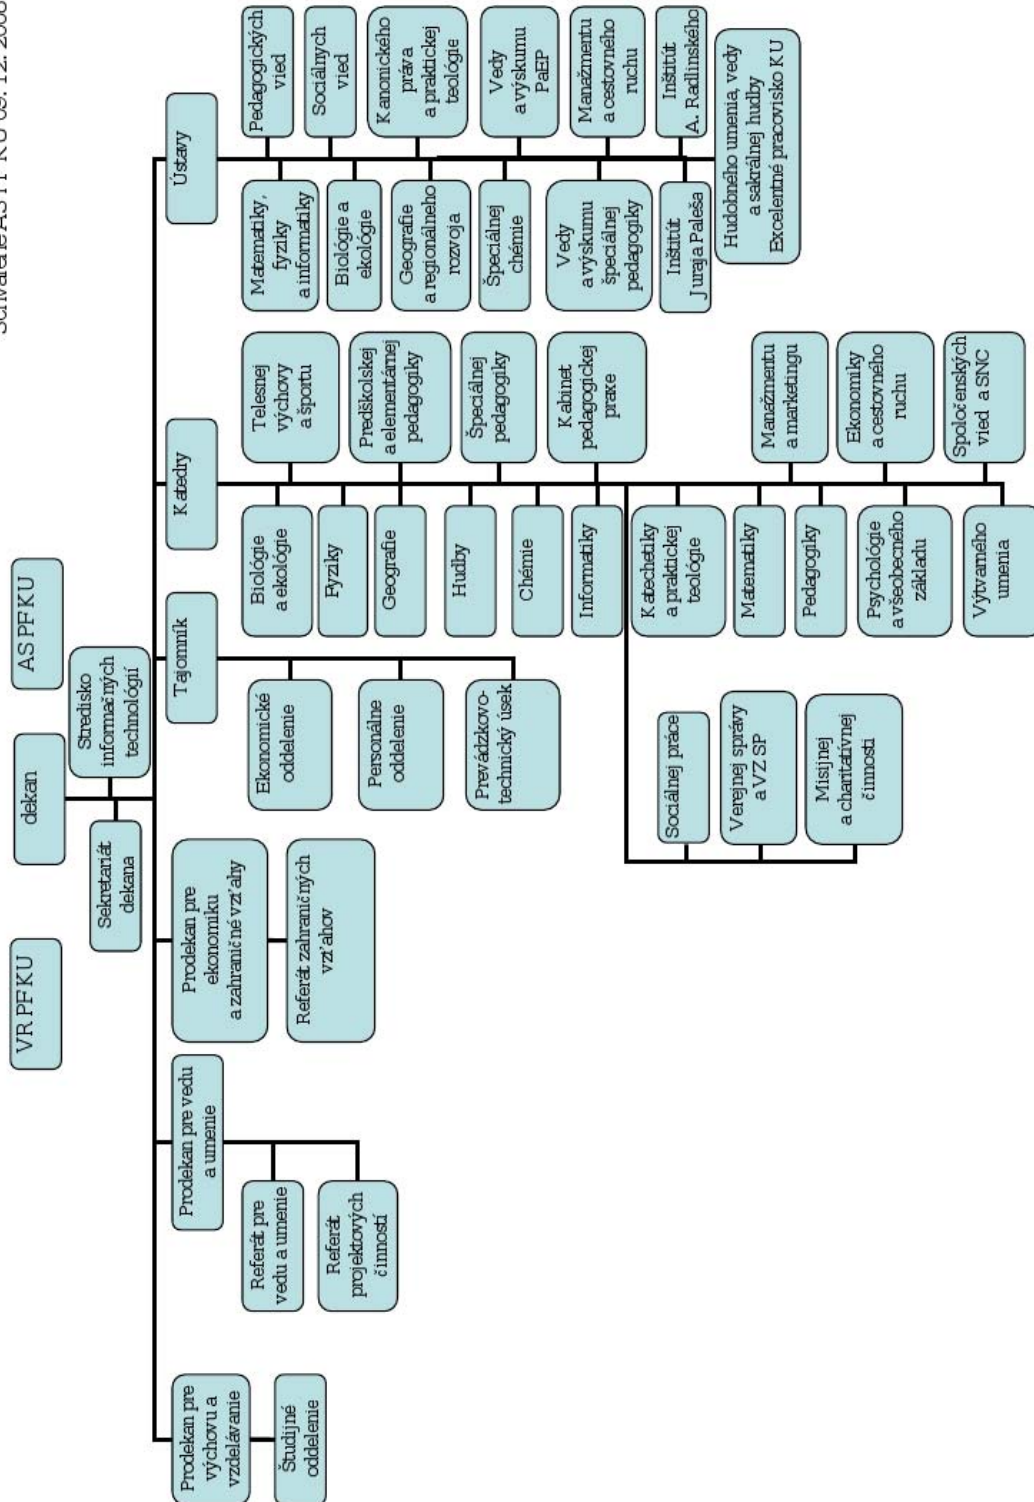 VR PF KU
dekan
AS PF KU
Sekretariát
dekana
Stredisko
informačných
technológií
Prodekan pre
výchovu a
vzdelávanie
Študijné
oddelenie
Prodekan pre vedu
a umenie
Referát pre
vedu a umenie
Referát
projektových
činností
Prodekan pre
ekonomiku
a zahraničné vzťahy
Referát zahraničných
vzťahov
Tajomník
Ekonomické
oddelenie
Personálne
oddelenie
Prevádzkovo-
technický úsek
Katedry
Biológie
a ekológie
Telesnej
výchovy
a športu
Fyziky
Predškolskej
a elementárnej
pedagogiky
Geografie
Hudby
Špeciálnej
pedagogiky
Chémie
Kabinet
pedagogickej
praxe
Informatiky
Katechetiky
a praktickej
teológie
Matematiky
Manažmentu
a marketingu
Pedagogiky
Psychológie
a všeobecného
základu
Ekonomiky
a cestovného
ruchu
Výtvarného
umenia
Spoločenských
vied a SNC
Sociálnej práce
Verejnej správy
a VZ SP
Misijnej
a charitatívnej
činnosti
Ústavy
Matematiky,
fyziky
a informatiky
Pedagogických
vied
Biológie a
ekológie
Sociálnych
vied
Geografie
a regionálneho
rozvoja
Kanonického
práva
a praktickej
teológie
Špeciálnej
chémie
Vedy
a výskumu
PaEP
Vedy
a výskumu
špeciálnej
pedagogiky
Manažmentu
a cestovného
ruchu
Inštitút
Juraja Paleša
Inštitút
A. Radlinského
Hudobného umenia, vedy
a sakrálnej hudby
Excelentné pracovisko KU